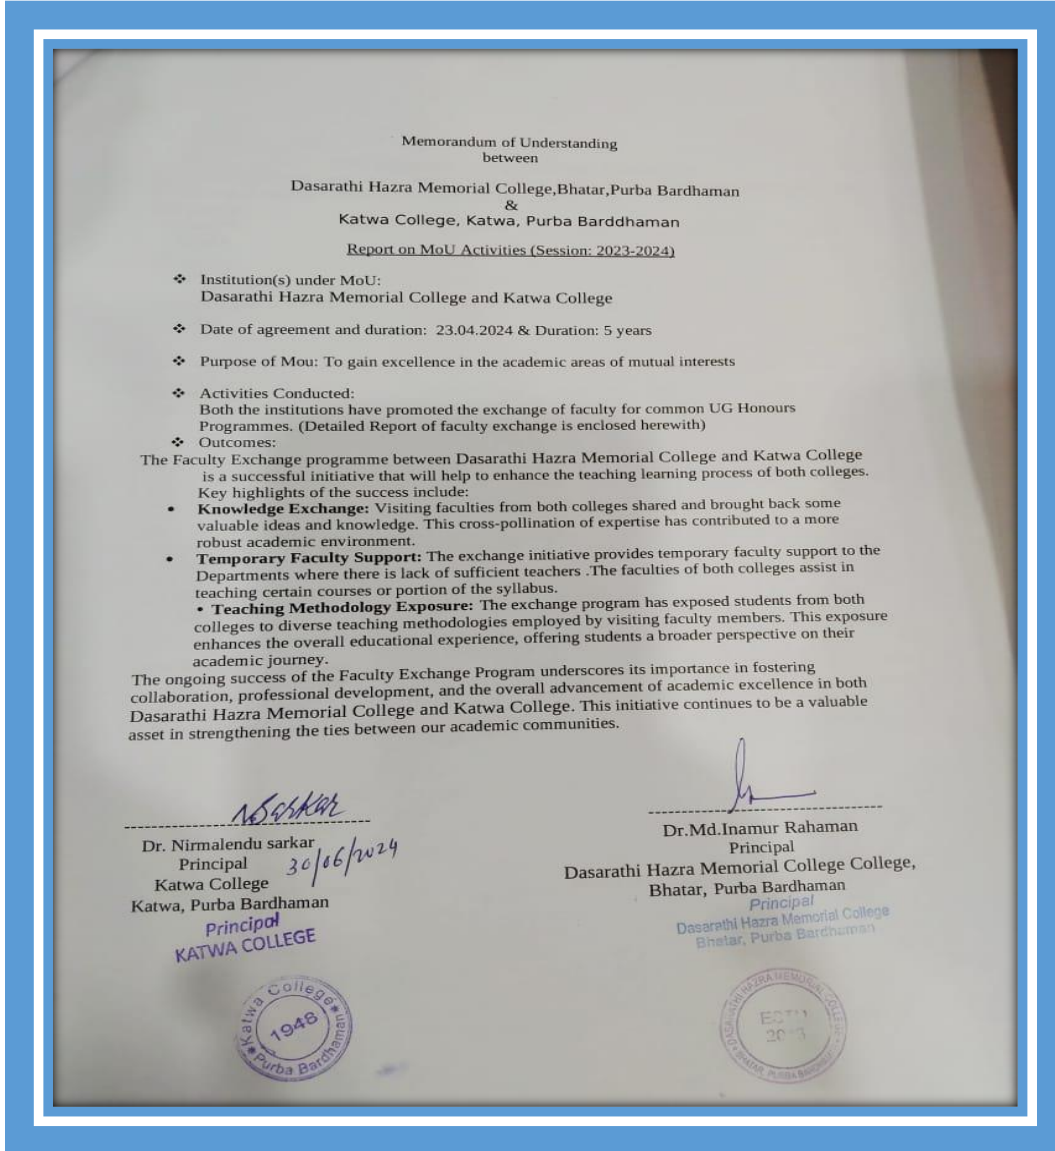 Memorandum of Understanding
between
Dasarathi Hazra Memorial College,Bhatar,Purba Bardhaman
&
Katwa College, Katwa, Purba Barddhaman
Report on MoU Activities (Session: 2023-2024)
❖ Institution(s) under MoU:
Dasarathi Hazra Memorial College and Katwa College
❖ Date of agreement and duration: 23.04.2024 & Duration: 5 years
❖ Purpose of Mou: To gain excellence in the academic areas of mutual interests
❖ Activities Conducted:
Both the institutions have promoted the exchange of faculty for common UG Honours
Programmes. (Detailed Report of faculty exchange is enclosed herewith)
❖ Outcomes:
The Faculty Exchange programme between Dasarathi Hazra Memorial College and Katwa College
is a successful initiative that will help to enhance the teaching learning process of both colleges.
Key highlights of the success include:
• Knowledge Exchange: Visiting faculties from both colleges shared and brought back some
valuable ideas and knowledge. This cross-pollination of expertise has contributed to a more
robust academic environment.
• Temporary Faculty Support: The exchange initiative provides temporary faculty support to the
Departments where there is lack of sufficient teachers .The faculties of both colleges assist in
teaching certain courses or portion of the syllabus.
• Teaching Methodology Exposure: The exchange program has exposed students from both
colleges to diverse teaching methodologies employed by visiting faculty members. This exposure
enhances the overall educational experience, offering students a broader perspective on their
academic journey.
The ongoing success of the Faculty Exchange Program underscores its importance in fostering
collaboration, professional development, and the overall advancement of academic excellence in both
Dasarathi Hazra Memorial College and Katwa College. This initiative continues to be a valuable
asset in strengthening the ties between our academic communities.
NSarkar
Dr. Nirmalendu sarkar
Principal
30/06/2024
Katwa College
Katwa, Purba Bardhaman
Principal
KATWA COLLEGE
Katwa College
1948
Purba Bardhaman
Dr.Md.Inamur Rahaman
Principal
Dasarathi Hazra Memorial College College,
Bhatar, Purba Bardhaman
Principal
Dasarathi Hazra Memorial College
Bhatar, Purba Bardhaman
DASARATHI HAZRA MEMORIAL COLLEGE
ESTD
BHATAR, PURBA BARDHAMAN